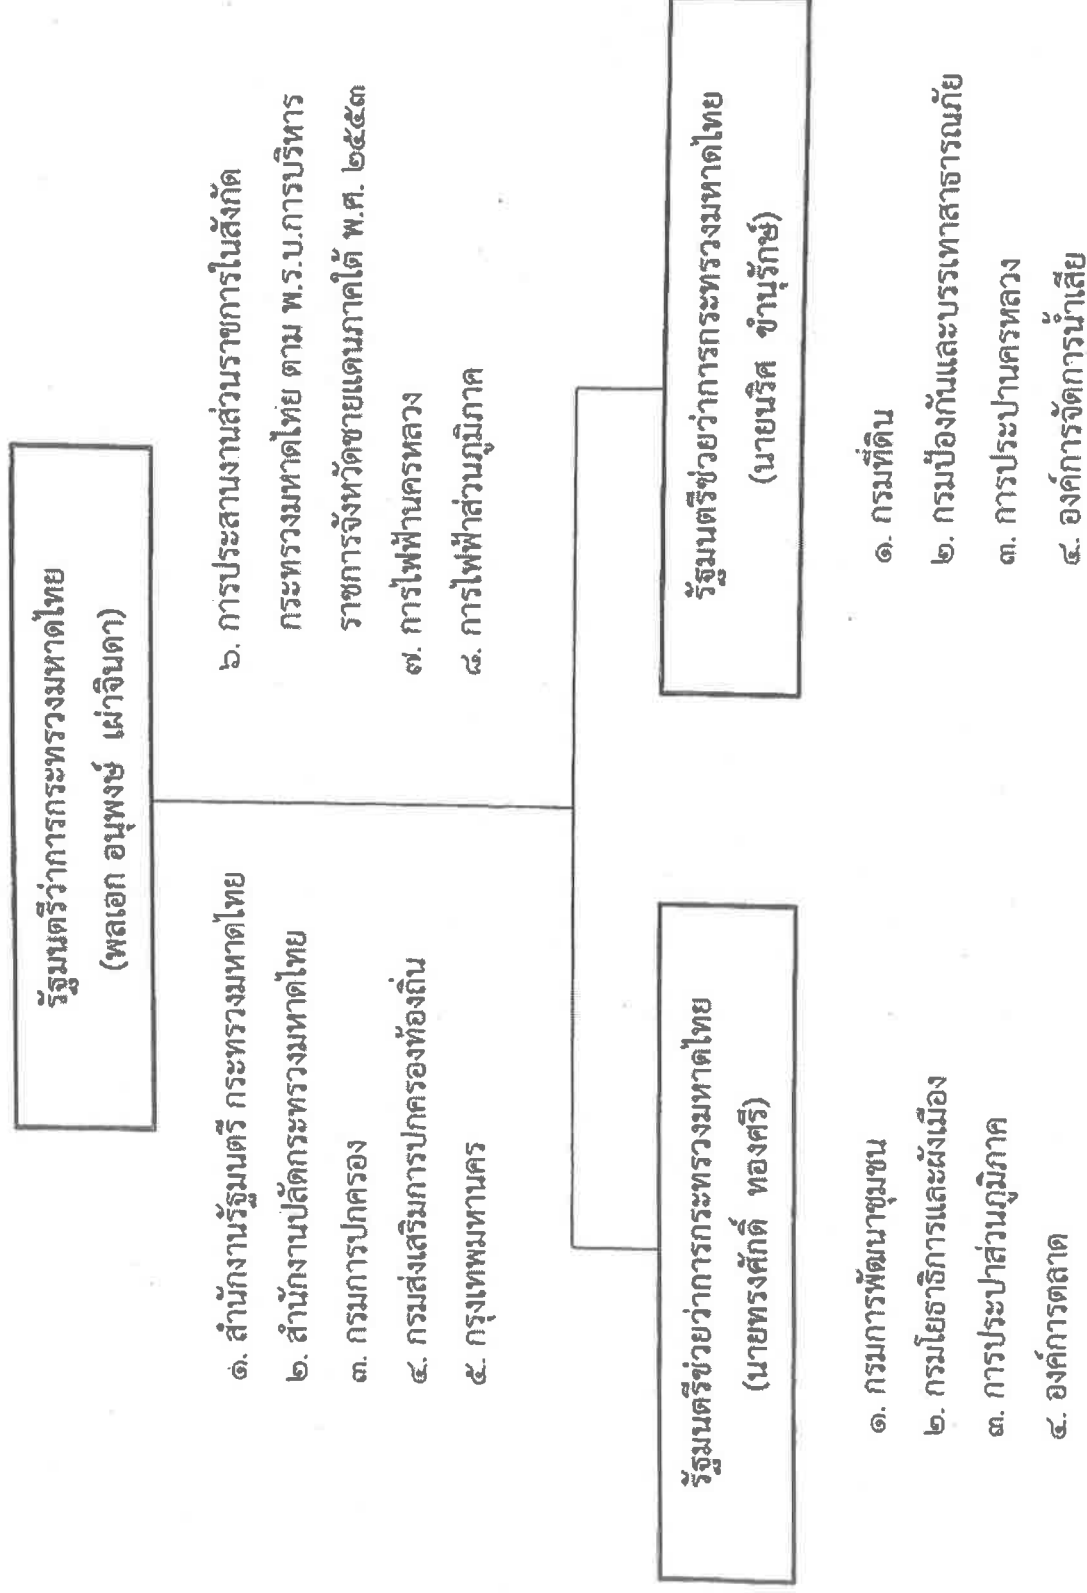 รัฐมนตรีว่าการกระทรวงมหาดไทย
(พลเอก อนุพงษ์ เผ่าจินดา)
๑. สำนักงานรัฐมนตรี กระทรวงมหาดไทย
๒. สำนักงานปลัดกระทรวงมหาดไทย
๓. กรมการปกครอง
๔. กรมส่งเสริมการปกครองท้องถิ่น
๕. กรุงเทพมหานคร
๖. การประสานงานส่วนราชการในสังกัด
กระทรวงมหาดไทย ตาม พ.ร.บ.การบริหาร
ราชการจังหวัดชายแดนภาคใต้ พ.ศ. ๒๕๕๓
๗. การไฟฟ้านครหลวง
๘. การไฟฟ้าส่วนภูมิภาค
รัฐมนตรีช่วยว่าการกระทรวงมหาดไทย
(นายทรงศักดิ์ ทองศรี)
๑. กรมการพัฒนาชุมชน
๒. กรมโยธาธิการและผังเมือง
๓. การประปาส่วนภูมิภาค
๔. องค์การตลาด
รัฐมนตรีช่วยว่าการกระทรวงมหาดไทย
(นายนริศ ขำนุรักษ์)
๑. กรมที่ดิน
๒. กรมป้องกันและบรรเทาสาธารณภัย
๓. การประปานครหลวง
๔. องค์การจัดการน้ำเสีย